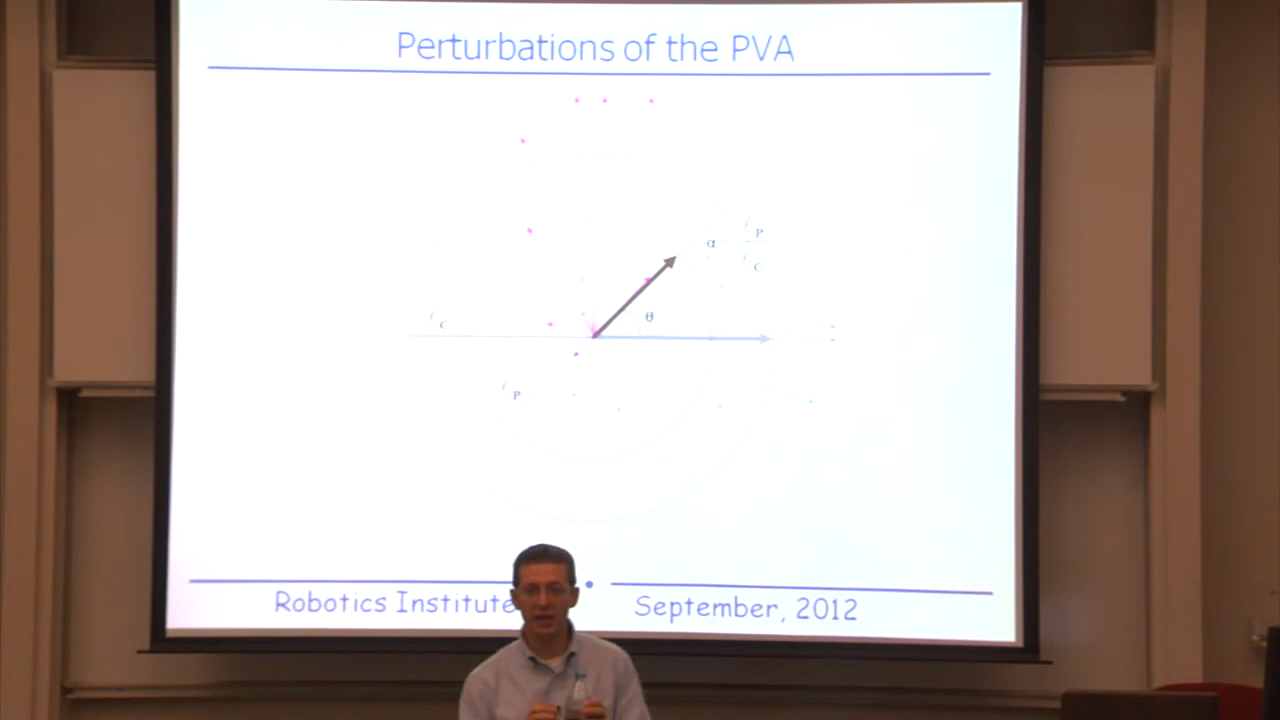 Perturbations of the PVA
P
α
C
θ
C
P
Robotics Institute
September, 2012